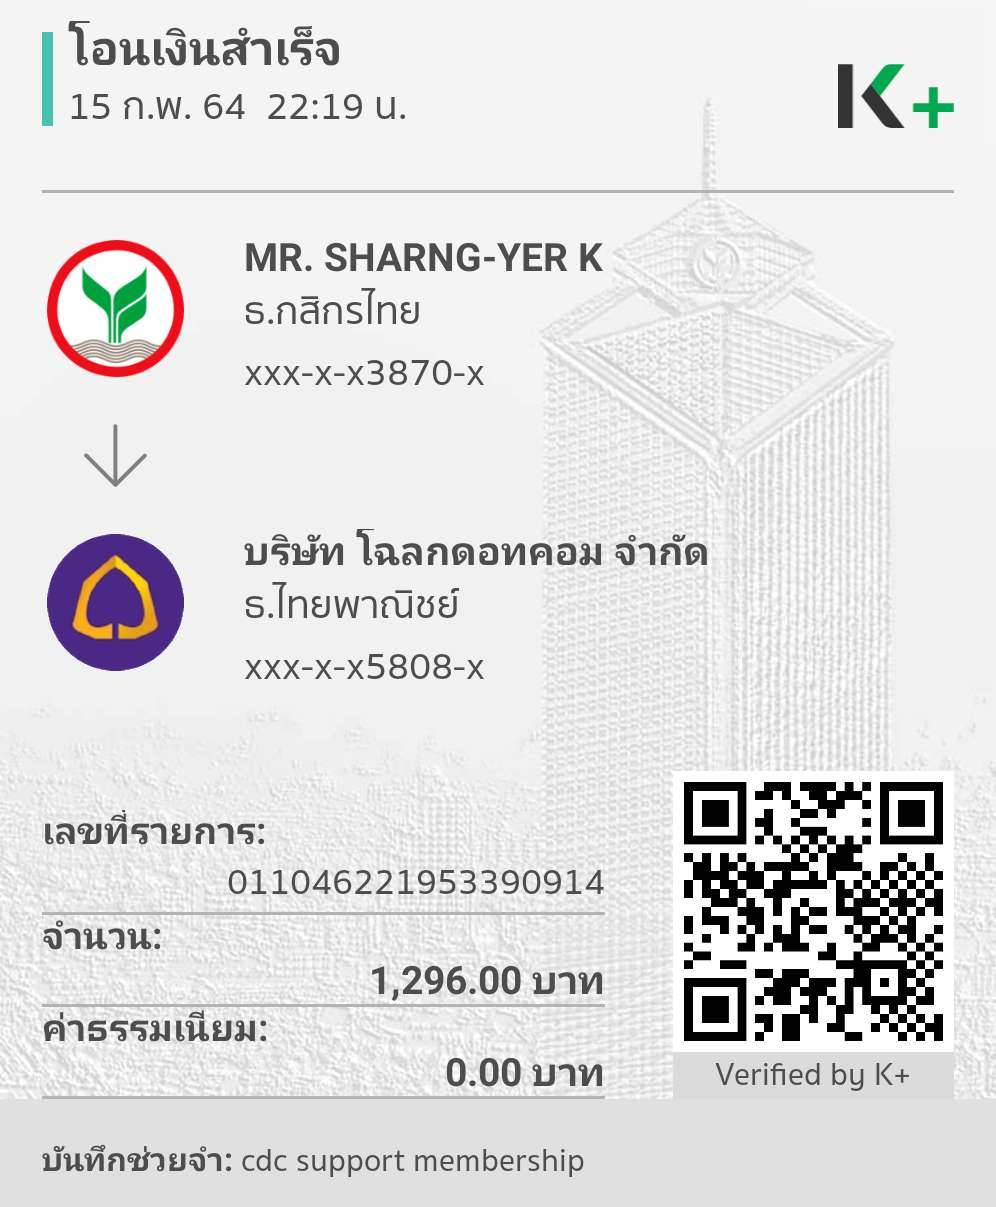 โอนเงินสำเร็จ
15 ก.พ. 64 22:19 น.
K+
MR. SHARNG-YER K
ธ.กสิกรไทย
xxx-x-x3870-x
บริษัท โฉลกดอทคอม จำกัด
ธ.ไทยพาณิชย์
xxx-x-x5808-x
เลขที่รายการ:
011046221953390914
จำนวน:
1,296.00 บาท
ค่าธรรมเนียม:
0.00 บาท
Verified by K+
บันทึกช่วยจำ: cdc support membership